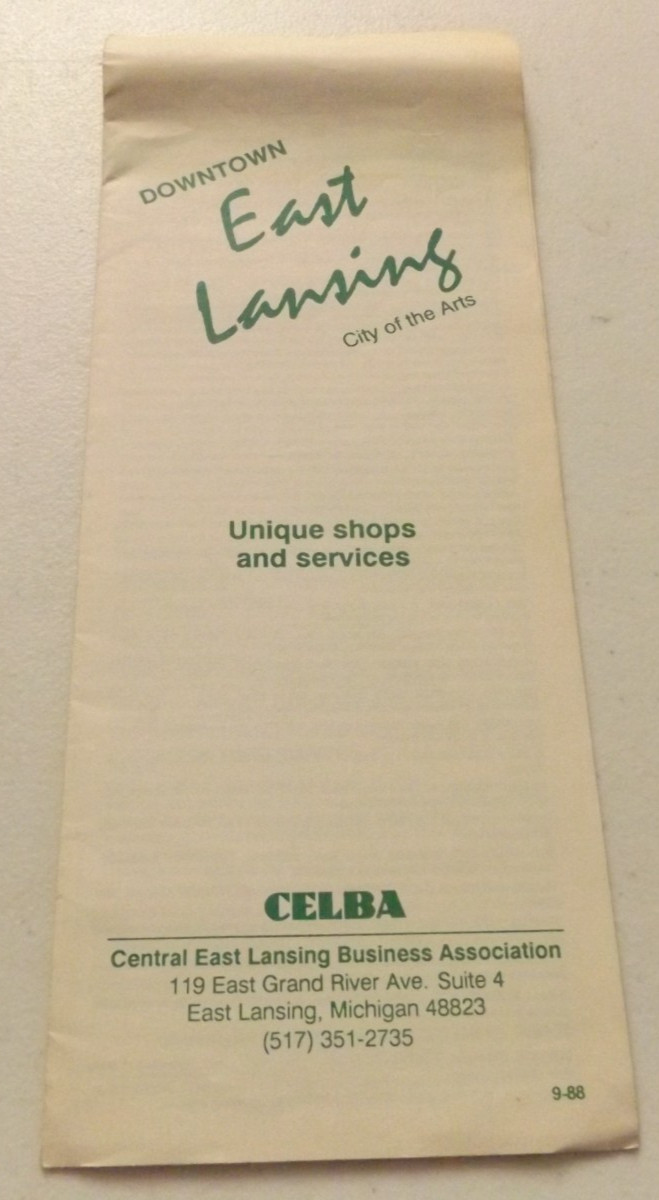 DOWNTOWN
East
Lansing
City of the Arts
Unique shops
and services
CELBA
Central East Lansing Business Association
119 East Grand River Ave. Suite 4
East Lansing, Michigan 48823
(517) 351-2735
9-88